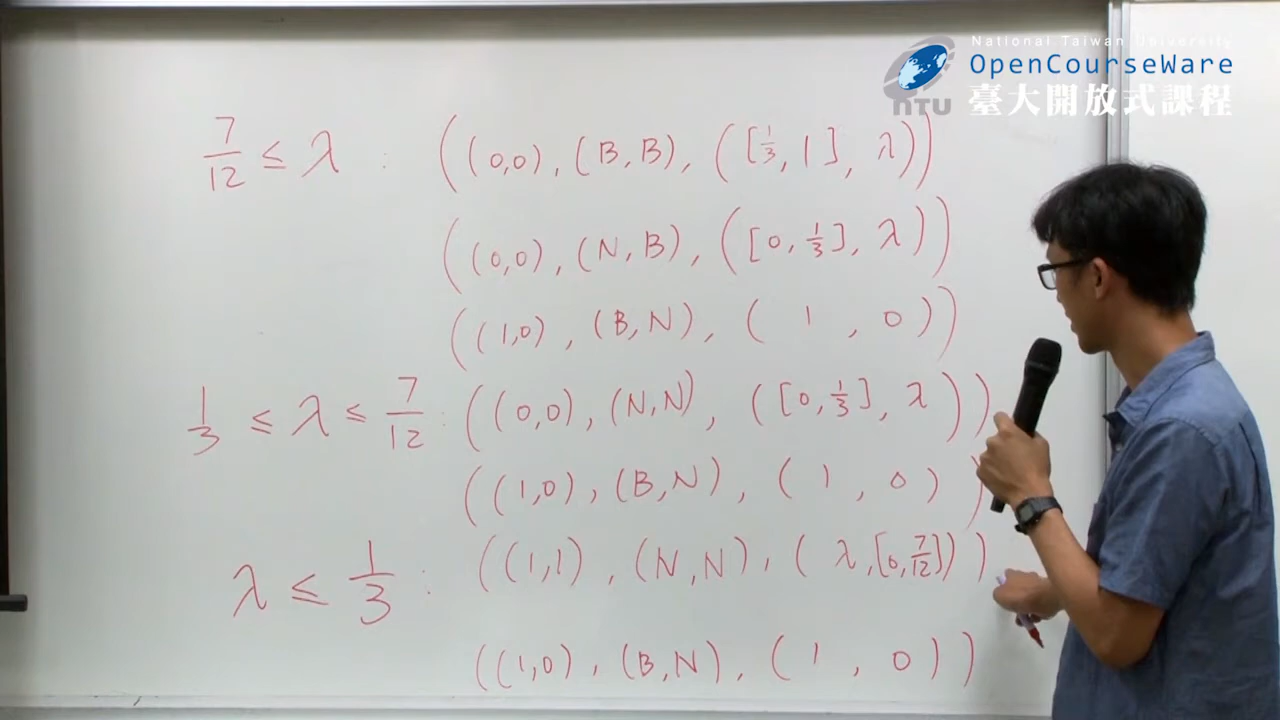 National Taiwan University
OpenCourseWare
NTU 臺大開放式課程
7/12 ≤ λ : ((0,0), (B,B), ([1/3, 1], λ))
((0,0), (N,B), ([0, 1/3], λ))
((1,0), (B,N), (1, 0))
1/3 ≤ λ ≤ 7/12 : ((0,0), (N,N), ([0, 1/3], λ))
((1,0), (B,N), (1, 0))
λ ≤ 1/3 : ((1,1), (N,N), (λ, [0, 7/12]))
((1,0), (B,N), (1, 0))